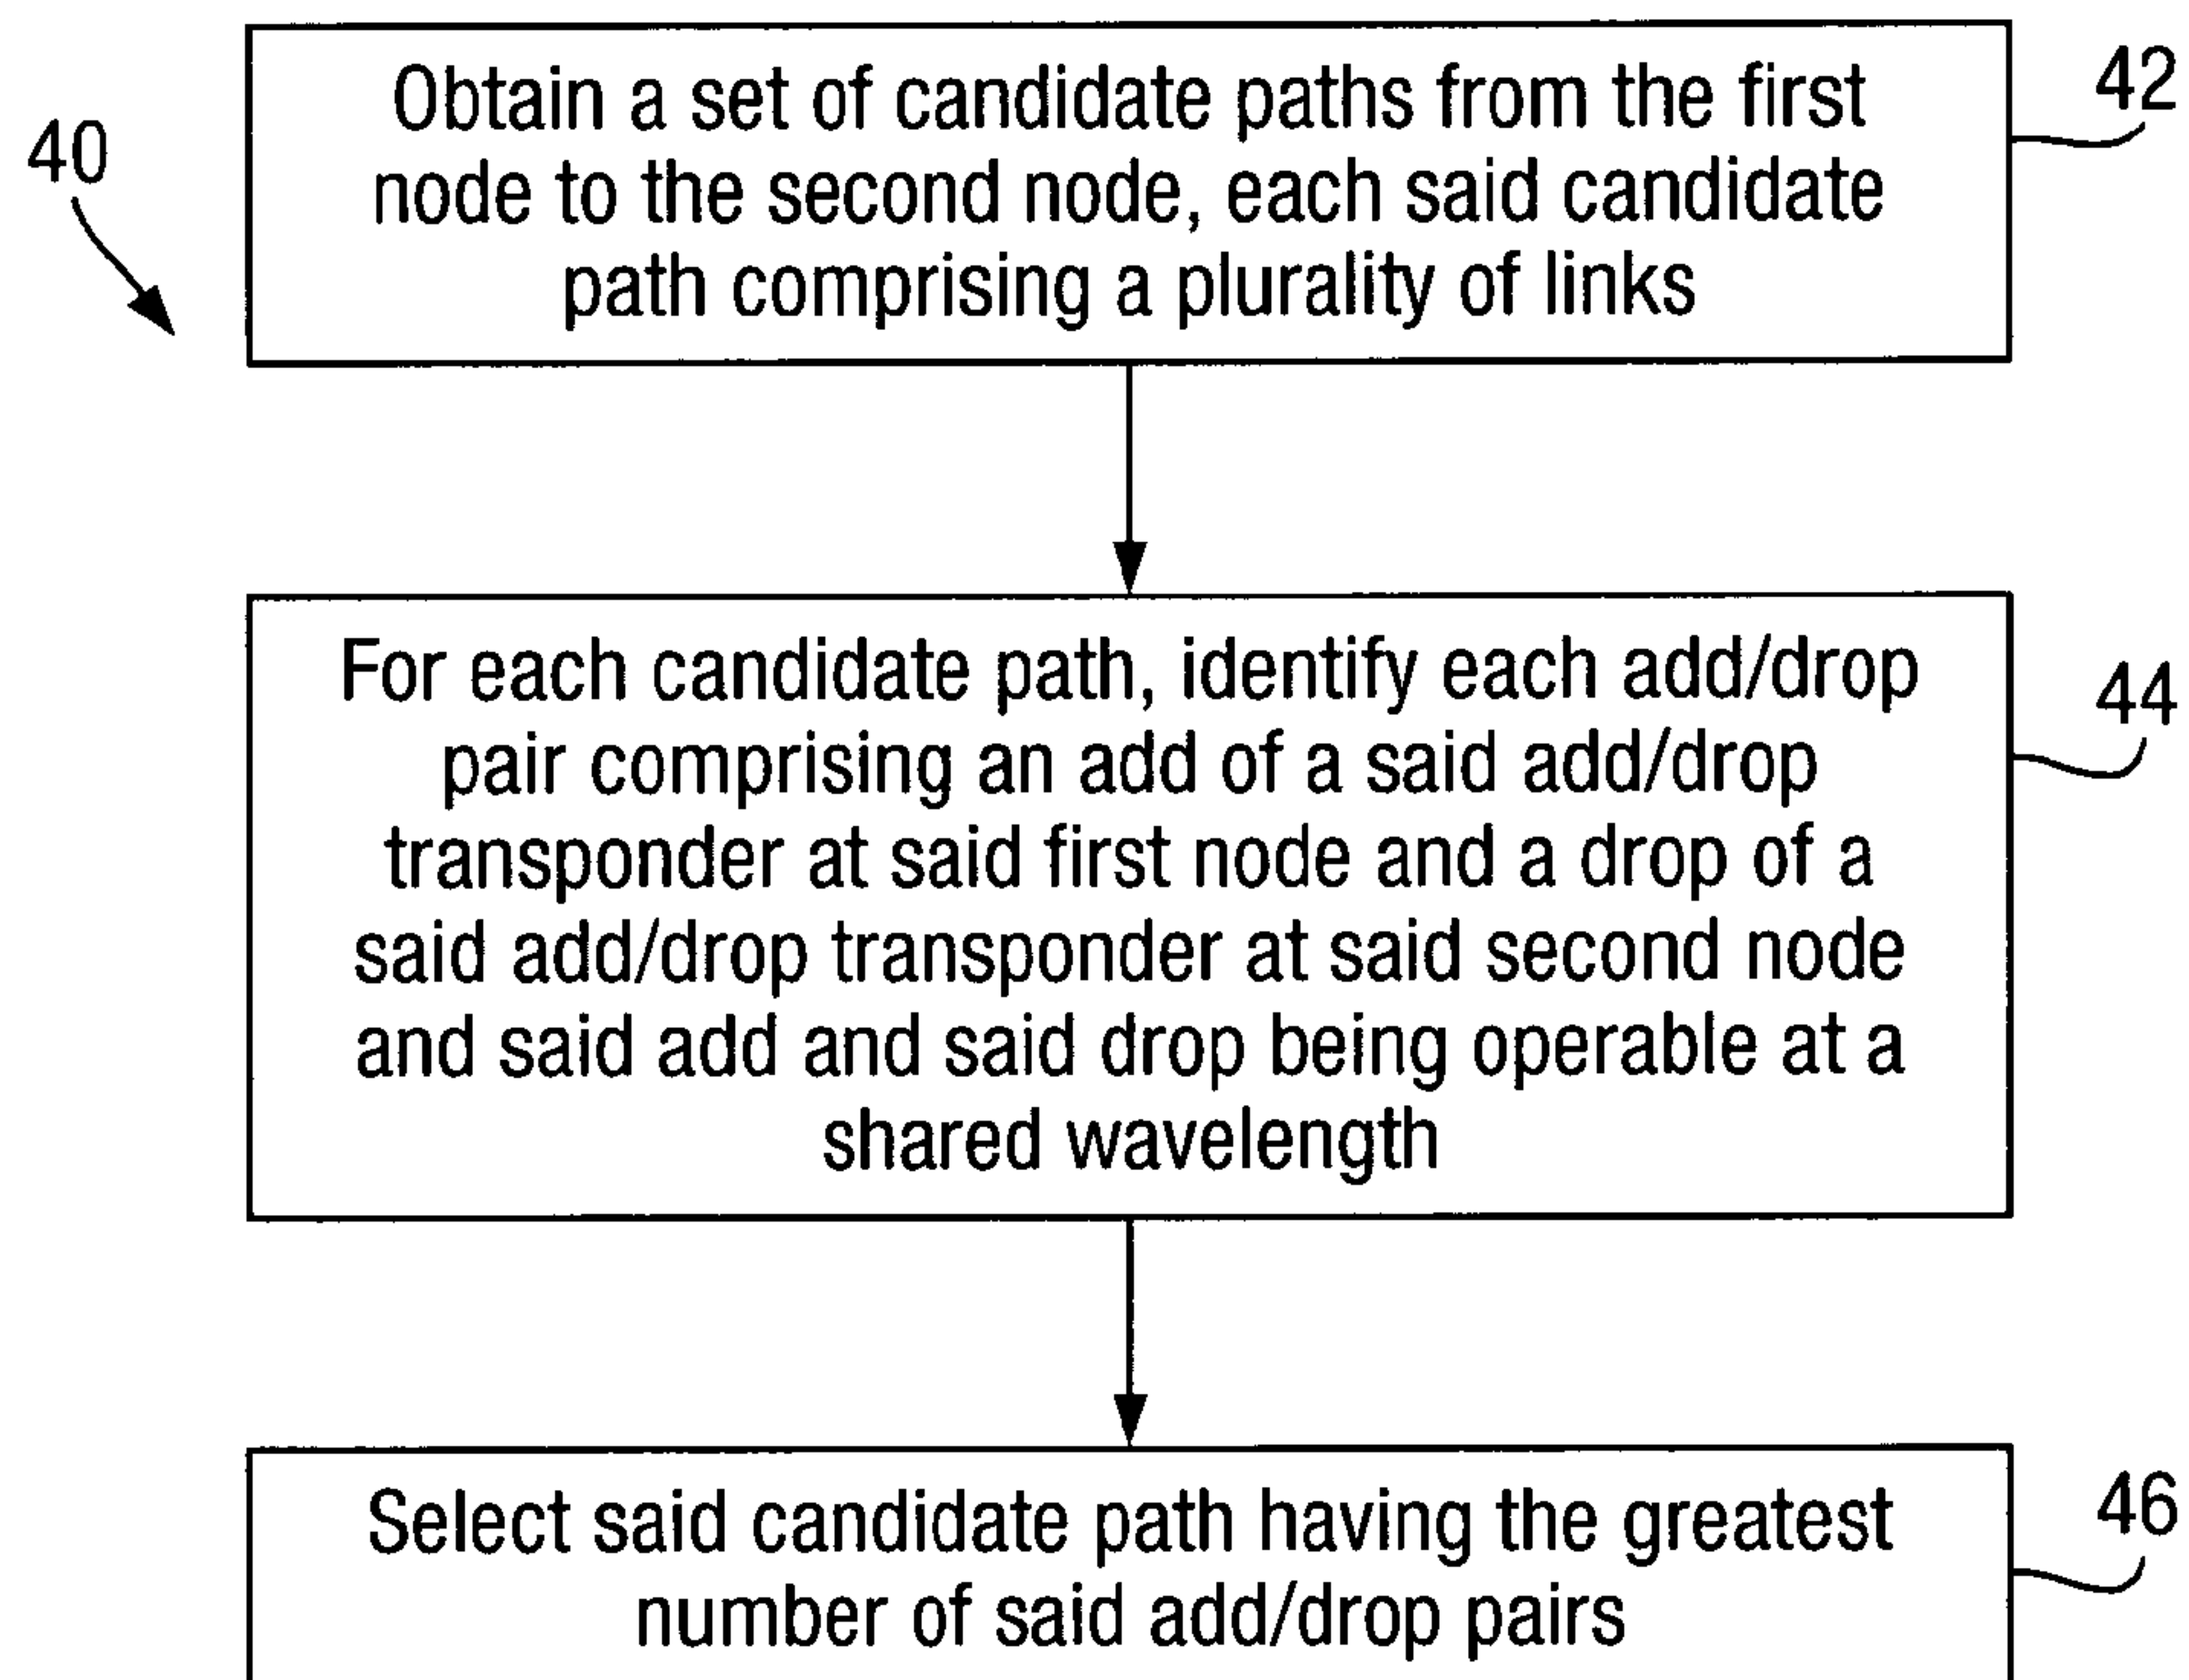 42
Obtain a set of candidate paths from the first
node to the second node, each said candidate
path comprising a plurality of links
40
For each candidate path, identify each add/drop
pair comprising an add of a said add/drop
transponder at said first node and a drop of a
said add/drop transponder at said second node
and said add and said drop being operable at a
shared wavelength
44
Select said candidate path having the greatest
number of said add/drop pairs
46